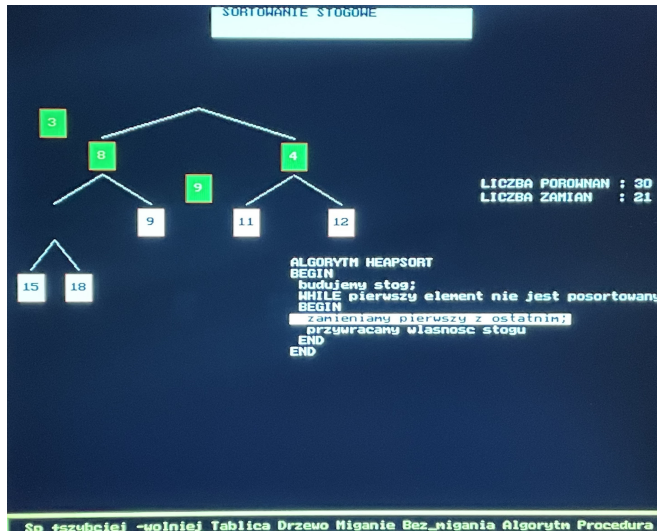 SORTOWANIE STOGOWE
3
8
4
9
LICZBA POROWNAN : 30
LICZBA ZAMIAN : 21
9
11
12
15
18
ALGORYTM HEAPSORT
BEGIN
budujemy stog;
WHILE pierwszy element nie jest posortowany
BEGIN
zamieniamy pierwszy z ostatnim;
przywracamy wlasnosc stogu
END
END
Sp +szybciej -wolniej Tablica Drzewo Miganie Bez_migania Algorytm Procedura